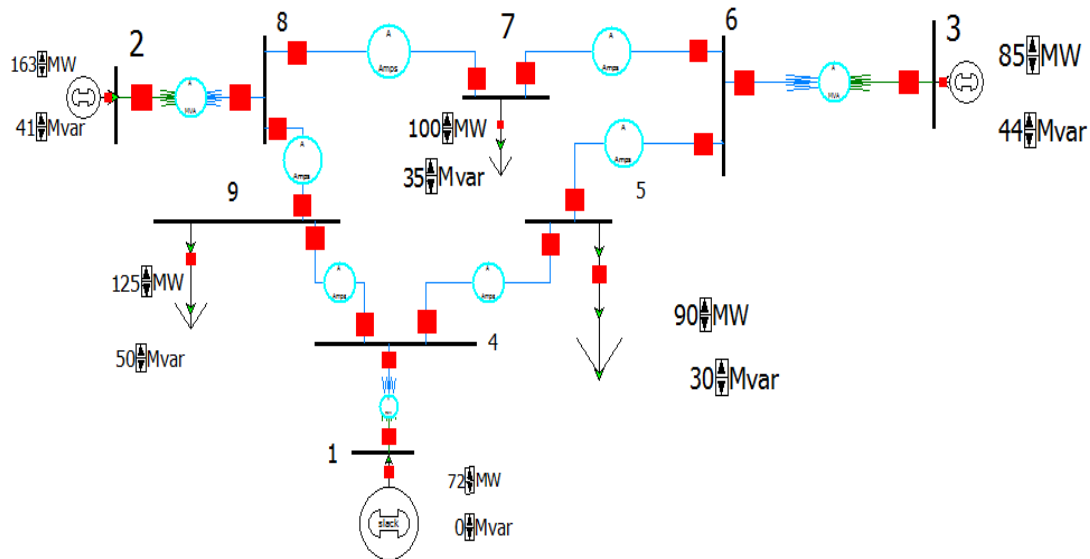 2
8
7
6
3
163 MW
41 Mvar
A
MVA
A
Amps
A
Amps
A
MVA
85 MW
44 Mvar
A
Amps
100 MW
35 Mvar
A
Amps
5
9
125 MW
50 Mvar
A
Amps
A
Amps
90 MW
30 Mvar
4
1
72 MW
0 Mvar
slack